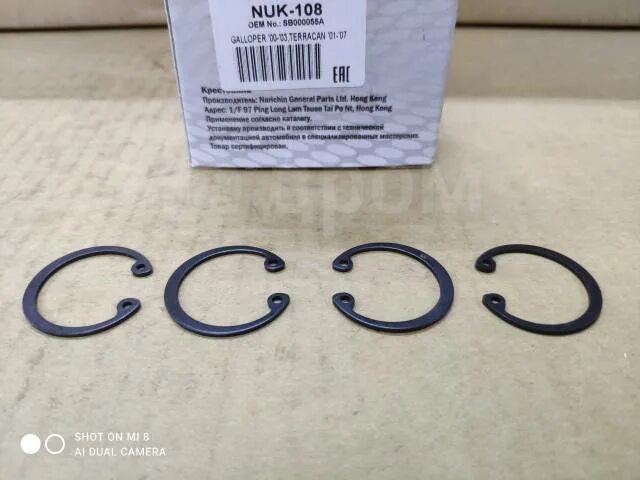 NUK-108
OEM No.: SB000055A
GALLOPER '00-'03,TERRACAN '01-'07
EAC
Производитель: Nurichin General Parts Ltd. Hong Kong
Адрес: 1/F 97 Ping Long Lam Tsuen Tai Po Nt, Hong Kong
Применение согласно каталогу.
Установку производить в соответствии с технической
документацией автомобиля в специализированных мастерских.
Товар сертифицирован.
дром
SHOT ON MI 8
AI DUAL CAMERA